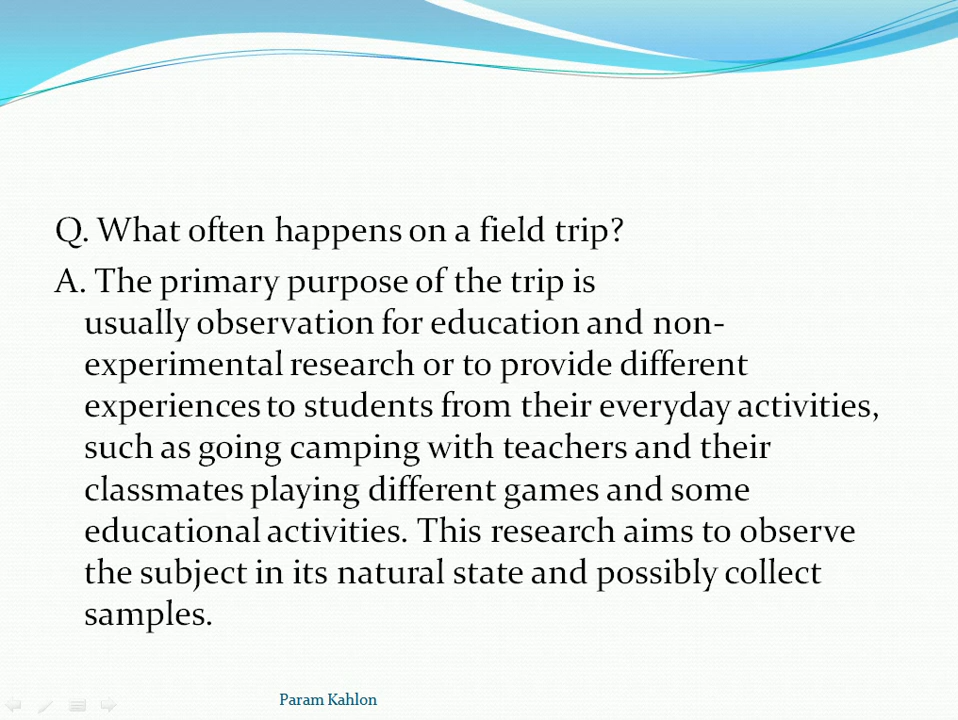 Q. What often happens on a field trip?
A. The primary purpose of the trip is
usually observation for education and non-
experimental research or to provide different
experiences to students from their everyday activities,
such as going camping with teachers and their
classmates playing different games and some
educational activities. This research aims to observe
the subject in its natural state and possibly collect
samples.
Param Kahlon